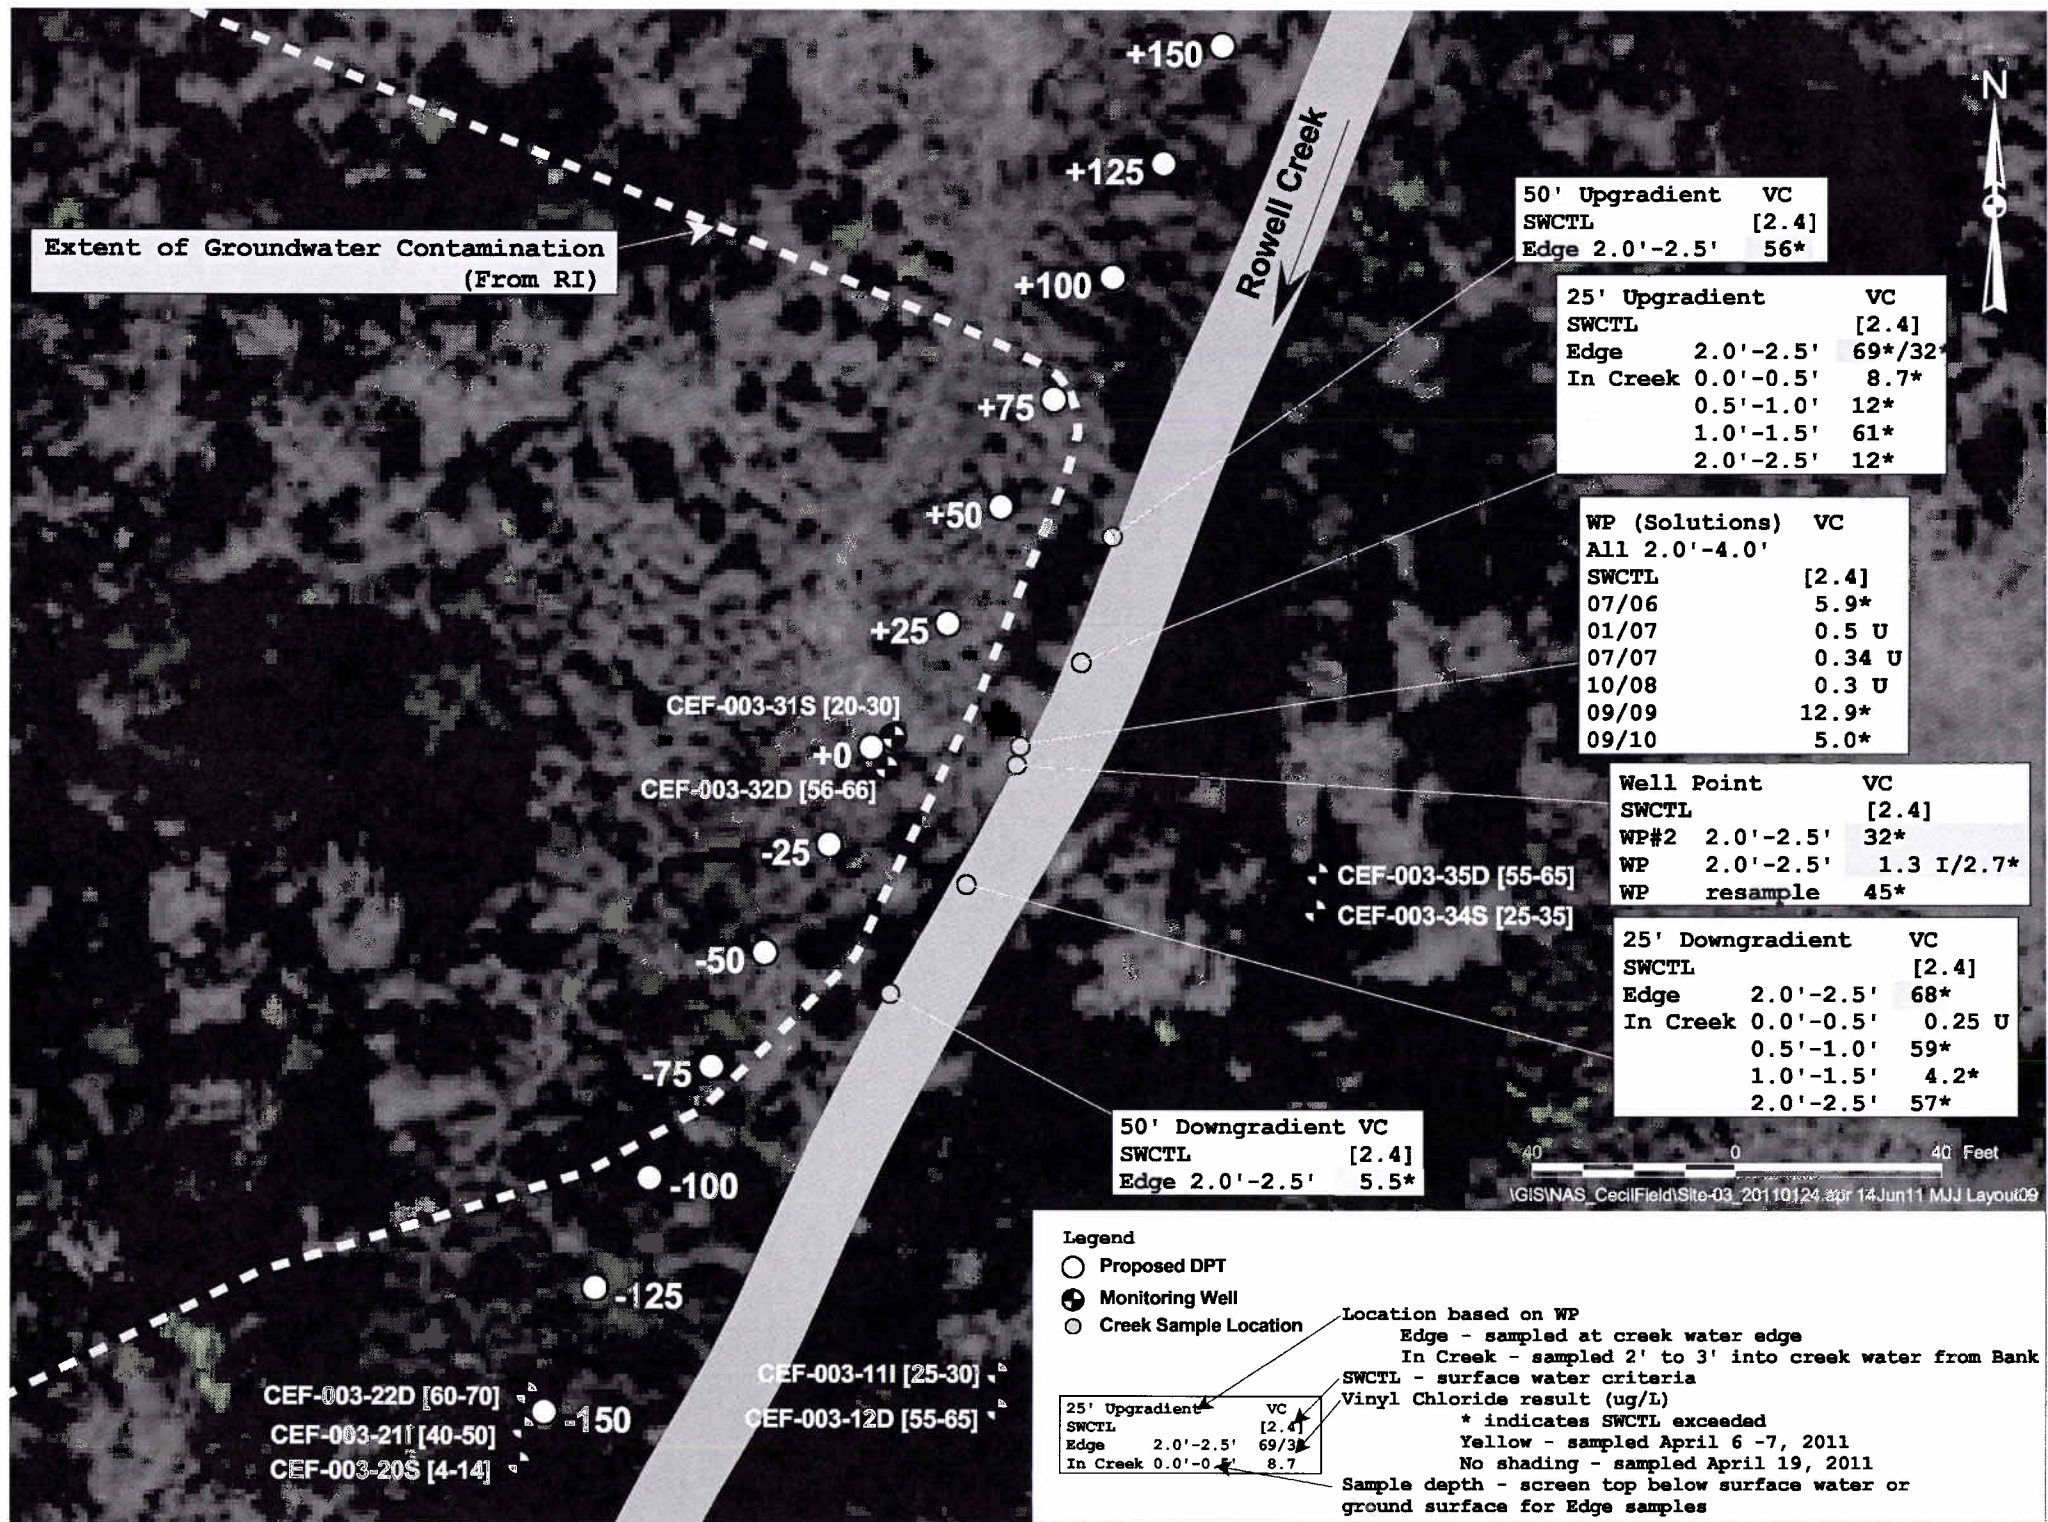 +150
N
+125
Rowell Creek
50' Upgradient VC
SWCTL [2.4]
Edge 2.0'-2.5' 56*
Extent of Groundwater Contamination
(From RI)
+100
25' Upgradient VC
SWCTL [2.4]
Edge 2.0'-2.5' 69*/32*
In Creek 0.0'-0.5' 8.7*
0.5'-1.0' 12*
1.0'-1.5' 61*
2.0'-2.5' 12*
+75
+50
WP (Solutions) VC
All 2.0'-4.0'
SWCTL [2.4]
07/06 5.9*
01/07 0.5 U
07/07 0.34 U
10/08 0.3 U
09/09 12.9*
09/10 5.0*
+25
CEF-003-31S [20-30]
+0
CEF-003-32D [56-66]
Well Point VC
SWCTL [2.4]
WP#2 2.0'-2.5' 32*
WP 2.0'-2.5' 1.3 I/2.7*
WP resample 45*
-25
CEF-003-35D [55-65]
CEF-003-34S [25-35]
25' Downgradient VC
SWCTL [2.4]
Edge 2.0'-2.5' 68*
In Creek 0.0'-0.5' 0.25 U
0.5'-1.0' 59*
1.0'-1.5' 4.2*
2.0'-2.5' 57*
-50
-75
50' Downgradient VC
SWCTL [2.4]
Edge 2.0'-2.5' 5.5*
40 0 40 Feet
\GIS\NAS_CecilField\Site-03_20110124.apr 14Jun11 MJJ Layout09
-100
-125
CEF-003-11I [25-30]
CEF-003-12D [55-65]
CEF-003-22D [60-70]
-150
CEF-003-21I [40-50]
CEF-003-20S [4-14]
Legend
Proposed DPT
Monitoring Well
Creek Sample Location
Location based on WP
Edge - sampled at creek water edge
In Creek - sampled 2' to 3' into creek water from Bank
SWCTL - surface water criteria
Vinyl Chloride result (ug/L)
* indicates SWCTL exceeded
Yellow - sampled April 6 -7, 2011
No shading - sampled April 19, 2011
Sample depth - screen top below surface water or
ground surface for Edge samples
25' Upgradient VC
SWCTL [2.4]
Edge 2.0'-2.5'
In Creek 0.0'-0.5' 8.7